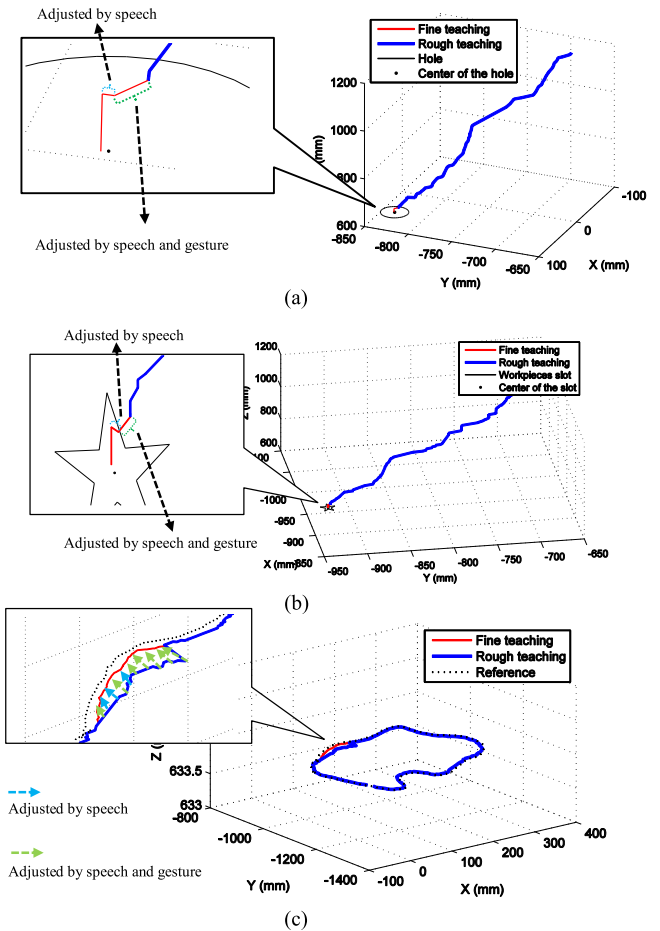 Adjusted by speech
Adjusted by speech and gesture
Fine teaching
Rough teaching
Hole
Center of the hole
1200
1000
800
600
(mm)
-850
-800
-750
-700
-650
Y (mm)
100
0
-100
X (mm)
(a)
Adjusted by speech
Adjusted by speech and gesture
Fine teaching
Rough teaching
Workpieces slot
Center of the slot
1200
1000
800
600
Z (mm)
100
-1000
-950
-900
-850
X (mm)
-950
-900
-850
-800
-750
-700
-650
Y (mm)
(b)
Fine teaching
Rough teaching
Reference
Adjusted by speech
Adjusted by speech and gesture
Z (
633.5
633
-800
-1000
-1200
-1400
Y (mm)
-100
0
100
200
300
400
X (mm)
(c)